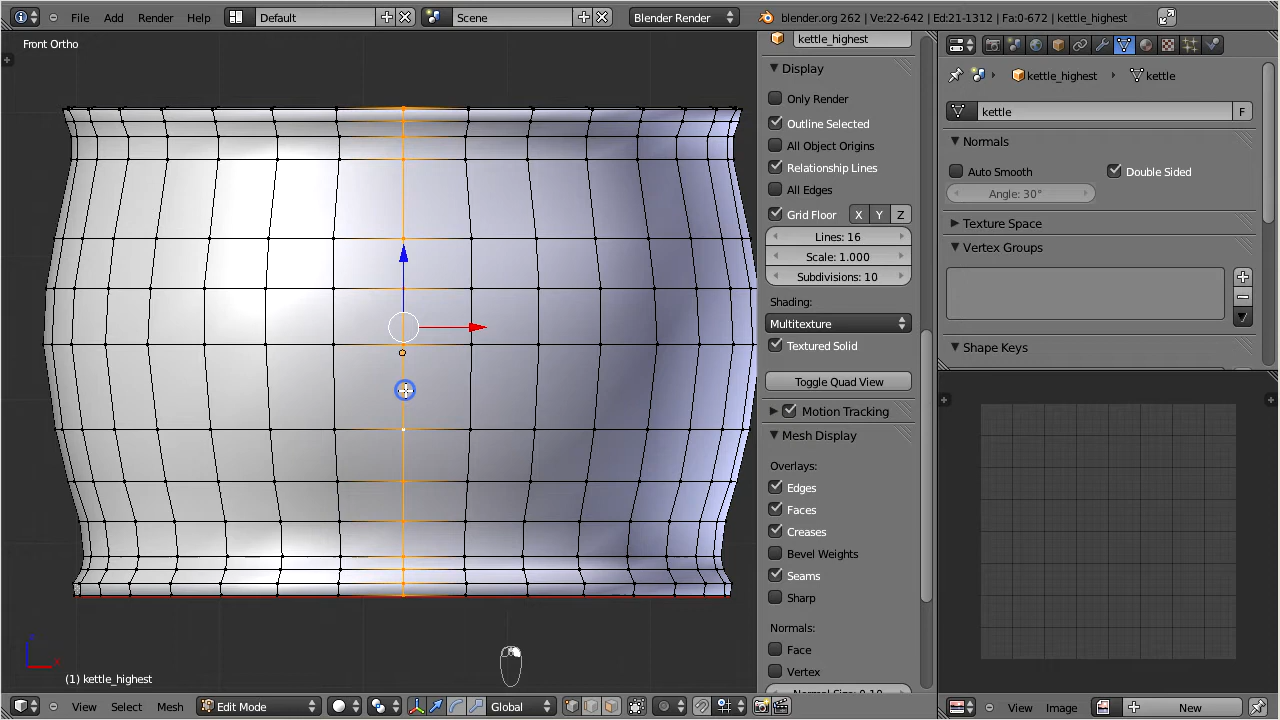 File Add Render Help Default Scene Blender Render blender.org 262 | Ve:22-642 | Ed:21-1312 | Fa:0-672 | kettle_highest
Front Ortho
kettle_highest
Display
Only Render
Outline Selected
All Object Origins
Relationship Lines
All Edges
Grid Floor X Y Z
Lines: 16
Scale: 1.000
Subdivisions: 10
Shading:
Multitexture
Textured Solid
Toggle Quad View
Motion Tracking
Mesh Display
Overlays:
Edges
Faces
Creases
Bevel Weights
Seams
Sharp
Normals:
Face
Vertex
kettle_highest kettle
kettle F
Normals
Auto Smooth Double Sided
Angle: 30°
Texture Space
Vertex Groups
Shape Keys
(1) kettle_highest
View Select Mesh Edit Mode Global
View Image New